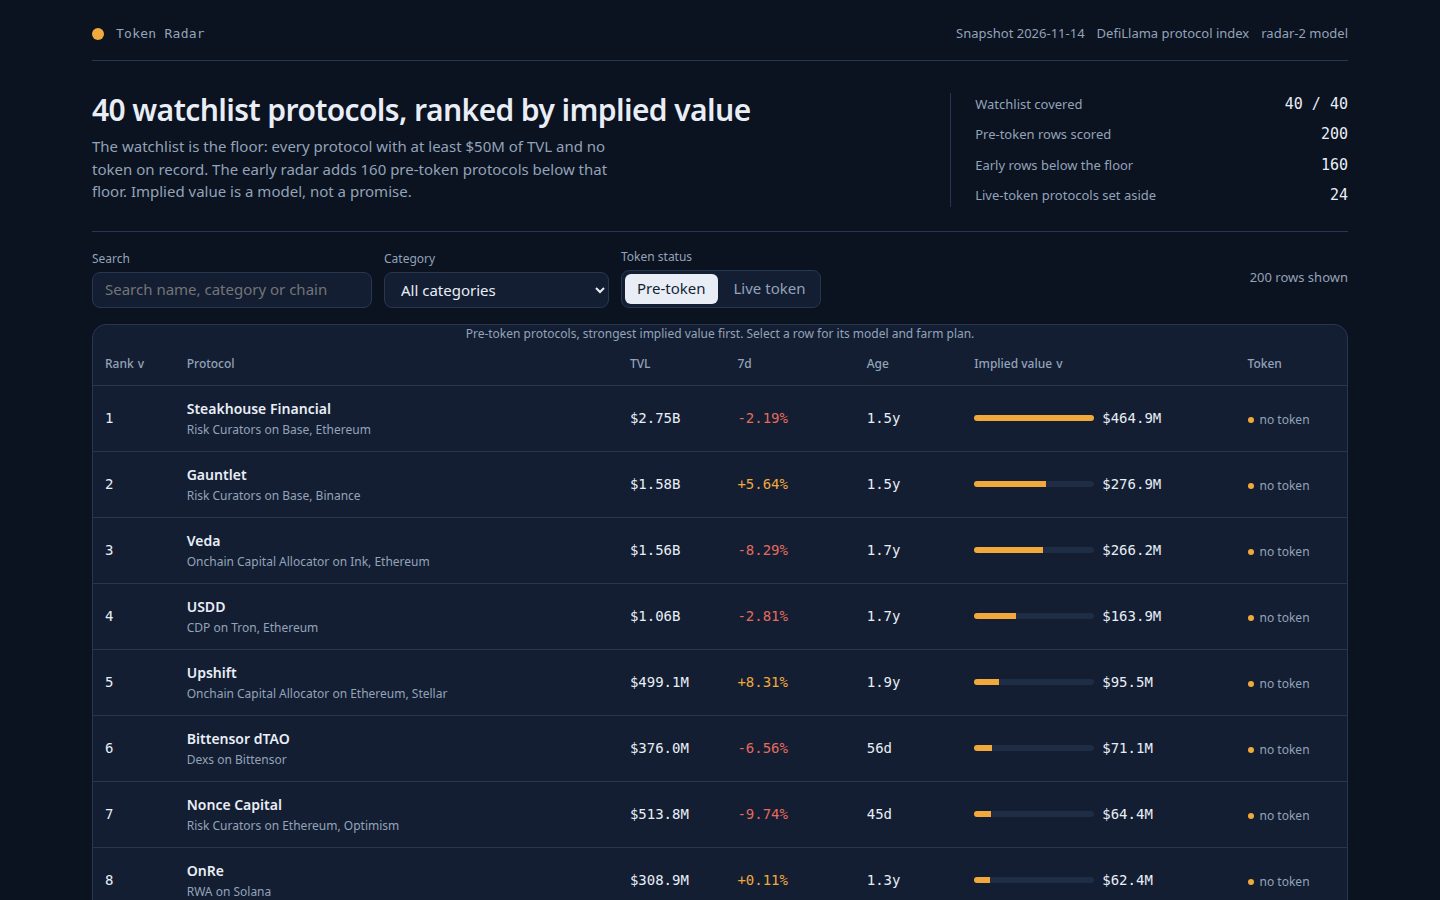 Token Radar
Snapshot 2026-11-14 DefiLlama protocol index radar-2 model
40 watchlist protocols, ranked by implied value
The watchlist is the floor: every protocol with at least $50M of TVL and no
token on record. The early radar adds 160 pre-token protocols below that
floor. Implied value is a model, not a promise.
Watchlist covered 40 / 40
Pre-token rows scored 200
Early rows below the floor 160
Live-token protocols set aside 24
Search
Category
Token status
Search name, category or chain
All categories
Pre-token
Live token
200 rows shown
Pre-token protocols, strongest implied value first. Select a row for its model and farm plan.
Rank v Protocol TVL 7d Age Implied value v Token
1 Steakhouse Financial $2.75B -2.19% 1.5y $464.9M no token
Risk Curators on Base, Ethereum
2 Gauntlet $1.58B +5.64% 1.5y $276.9M no token
Risk Curators on Base, Binance
3 Veda $1.56B -8.29% 1.7y $266.2M no token
Onchain Capital Allocator on Ink, Ethereum
4 USDD $1.06B -2.81% 1.7y $163.9M no token
CDP on Tron, Ethereum
5 Upshift $499.1M +8.31% 1.9y $95.5M no token
Onchain Capital Allocator on Ethereum, Stellar
6 Bittensor dTAO $376.0M -6.56% 56d $71.1M no token
Dexs on Bittensor
7 Nonce Capital $513.8M -9.74% 45d $64.4M no token
Risk Curators on Ethereum, Optimism
8 OnRe $308.9M +0.11% 1.3y $62.4M no token
RWA on Solana